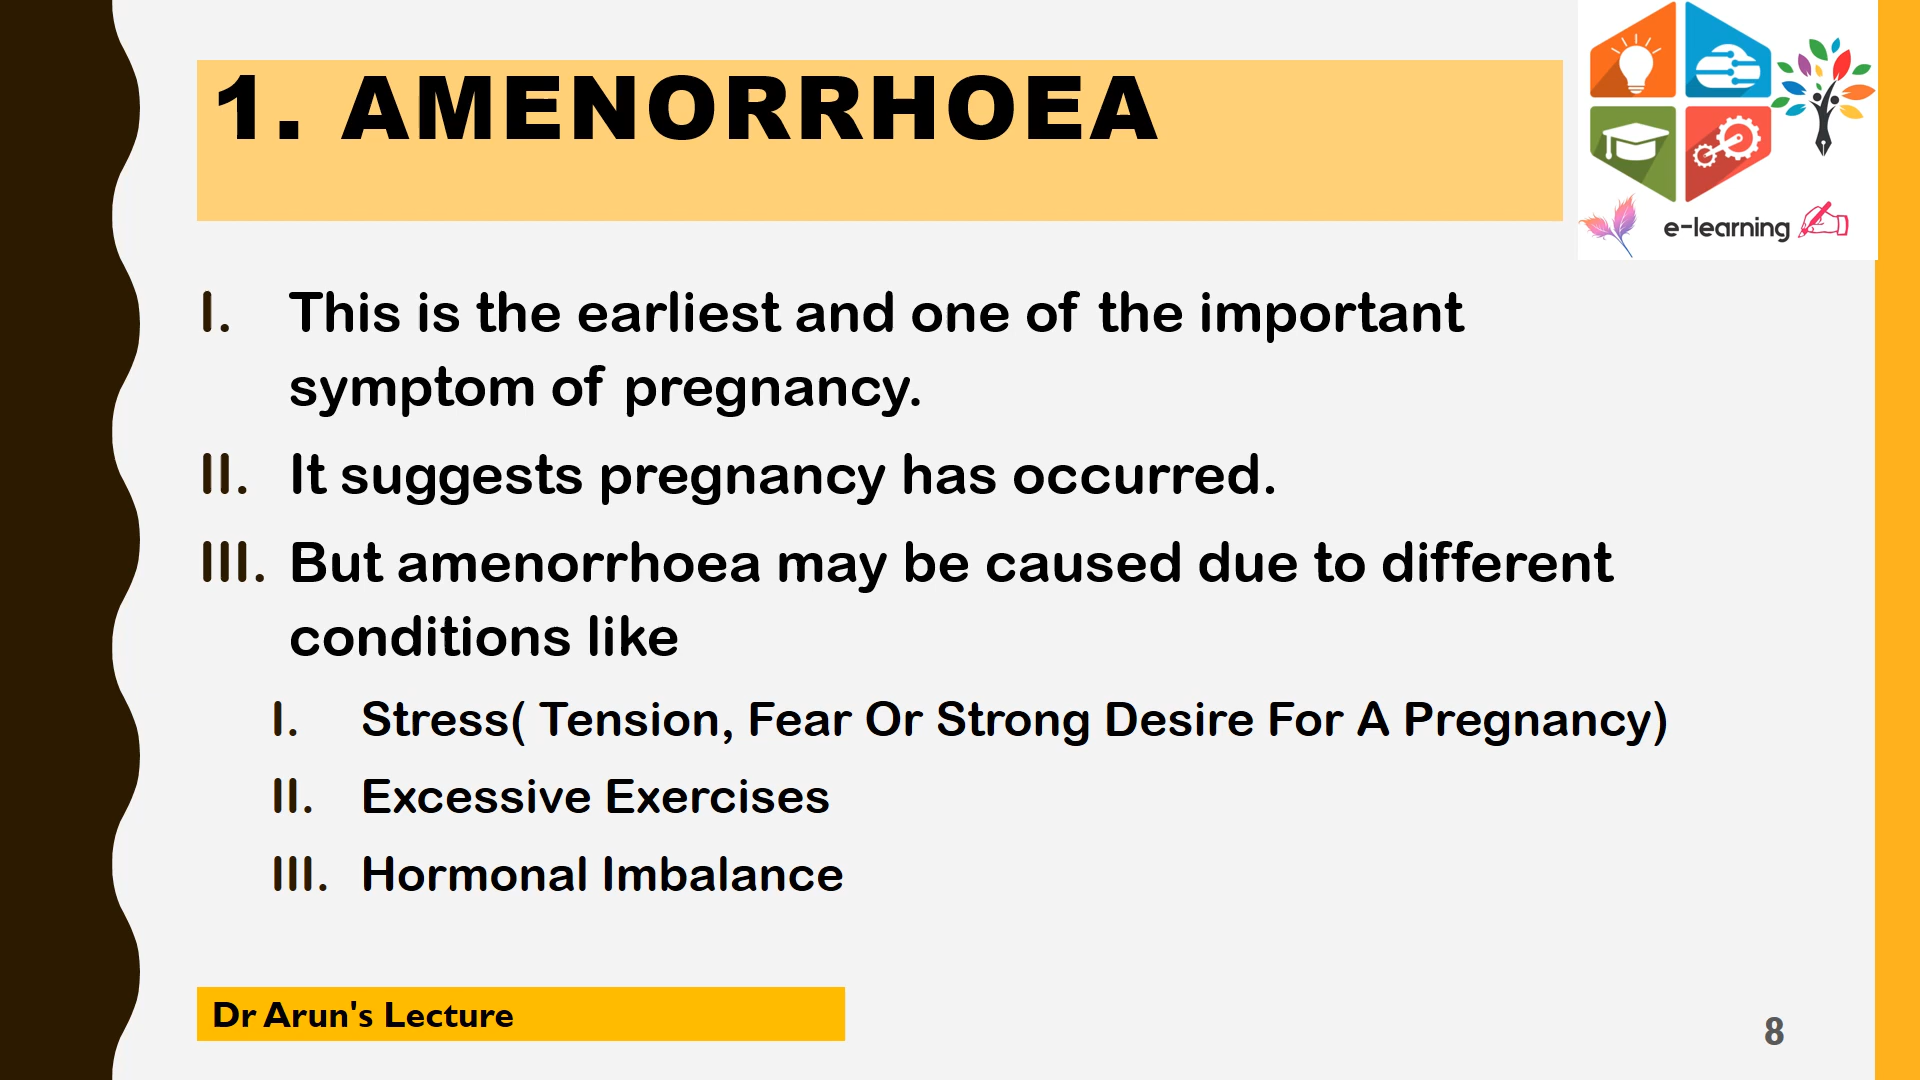 1. AMENORRHOEA
e-learning
I. This is the earliest and one of the important
symptom of pregnancy.
II. It suggests pregnancy has occurred.
III. But amenorrhoea may be caused due to different
conditions like
I. Stress( Tension, Fear Or Strong Desire For A Pregnancy)
II. Excessive Exercises
III. Hormonal Imbalance
Dr Arun's Lecture
8